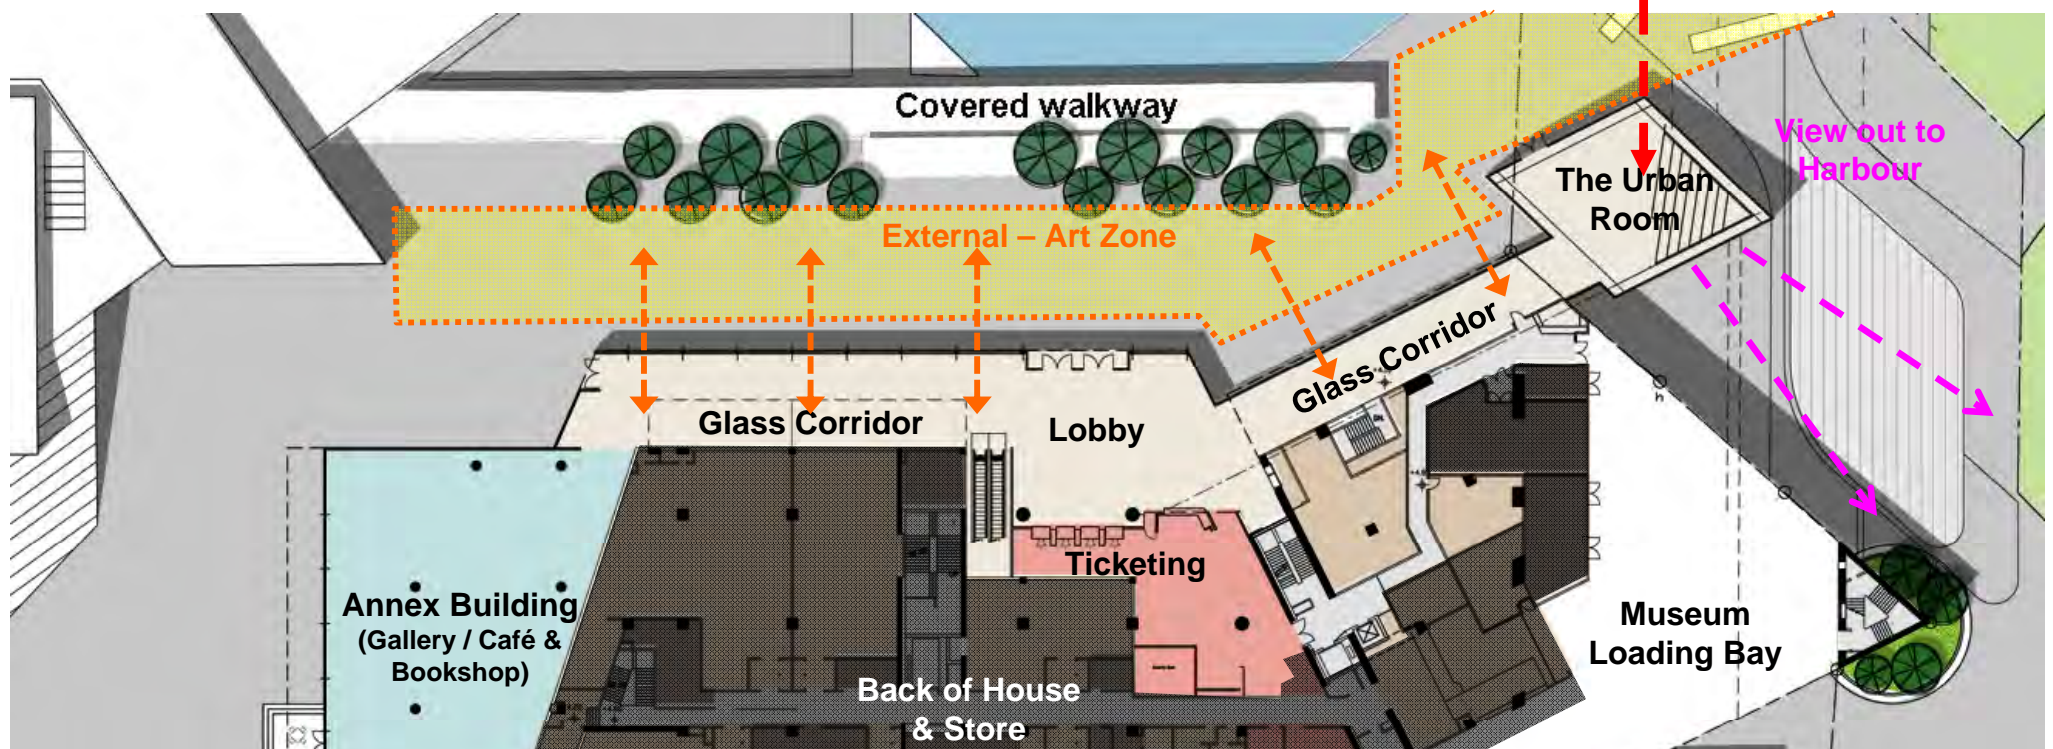 Covered walkway
View out to
Harbour
The Urban
Room
External – Art Zone
Glass Corridor
Glass Corridor
Lobby
Ticketing
Annex Building
(Gallery / Café &
Bookshop)
Museum
Loading Bay
Back of House
& Store